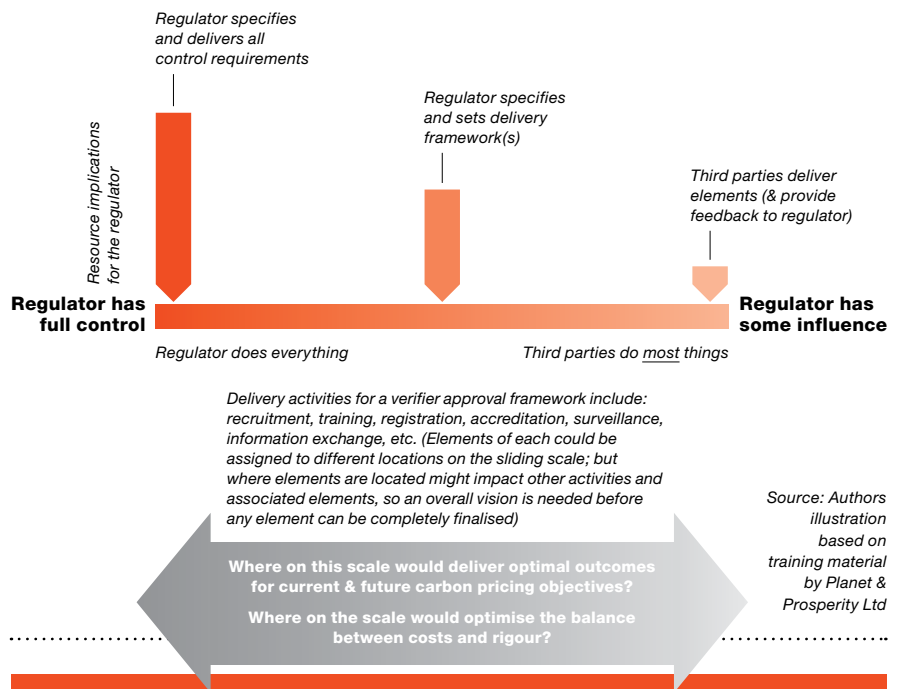 Regulator specifies
and delivers all
control requirements
Regulator specifies
and sets delivery
framework(s)
Third parties deliver
elements (& provide
feedback to regulator)
Resource implications
for the regulator
Regulator has
full control
Regulator has
some influence
Regulator does everything
Third parties do most things
Delivery activities for a verifier approval framework include:
recruitment, training, registration, accreditation, surveillance,
information exchange, etc. (Elements of each could be
assigned to different locations on the sliding scale; but
where elements are located might impact other activities and
associated elements, so an overall vision is needed before
any element can be completely finalised)
Source: Authors
illustration
based on
training material
by Planet &
Prosperity Ltd
Where on this scale would deliver optimal outcomes
for current & future carbon pricing objectives?
Where on the scale would optimise the balance
between costs and rigour?